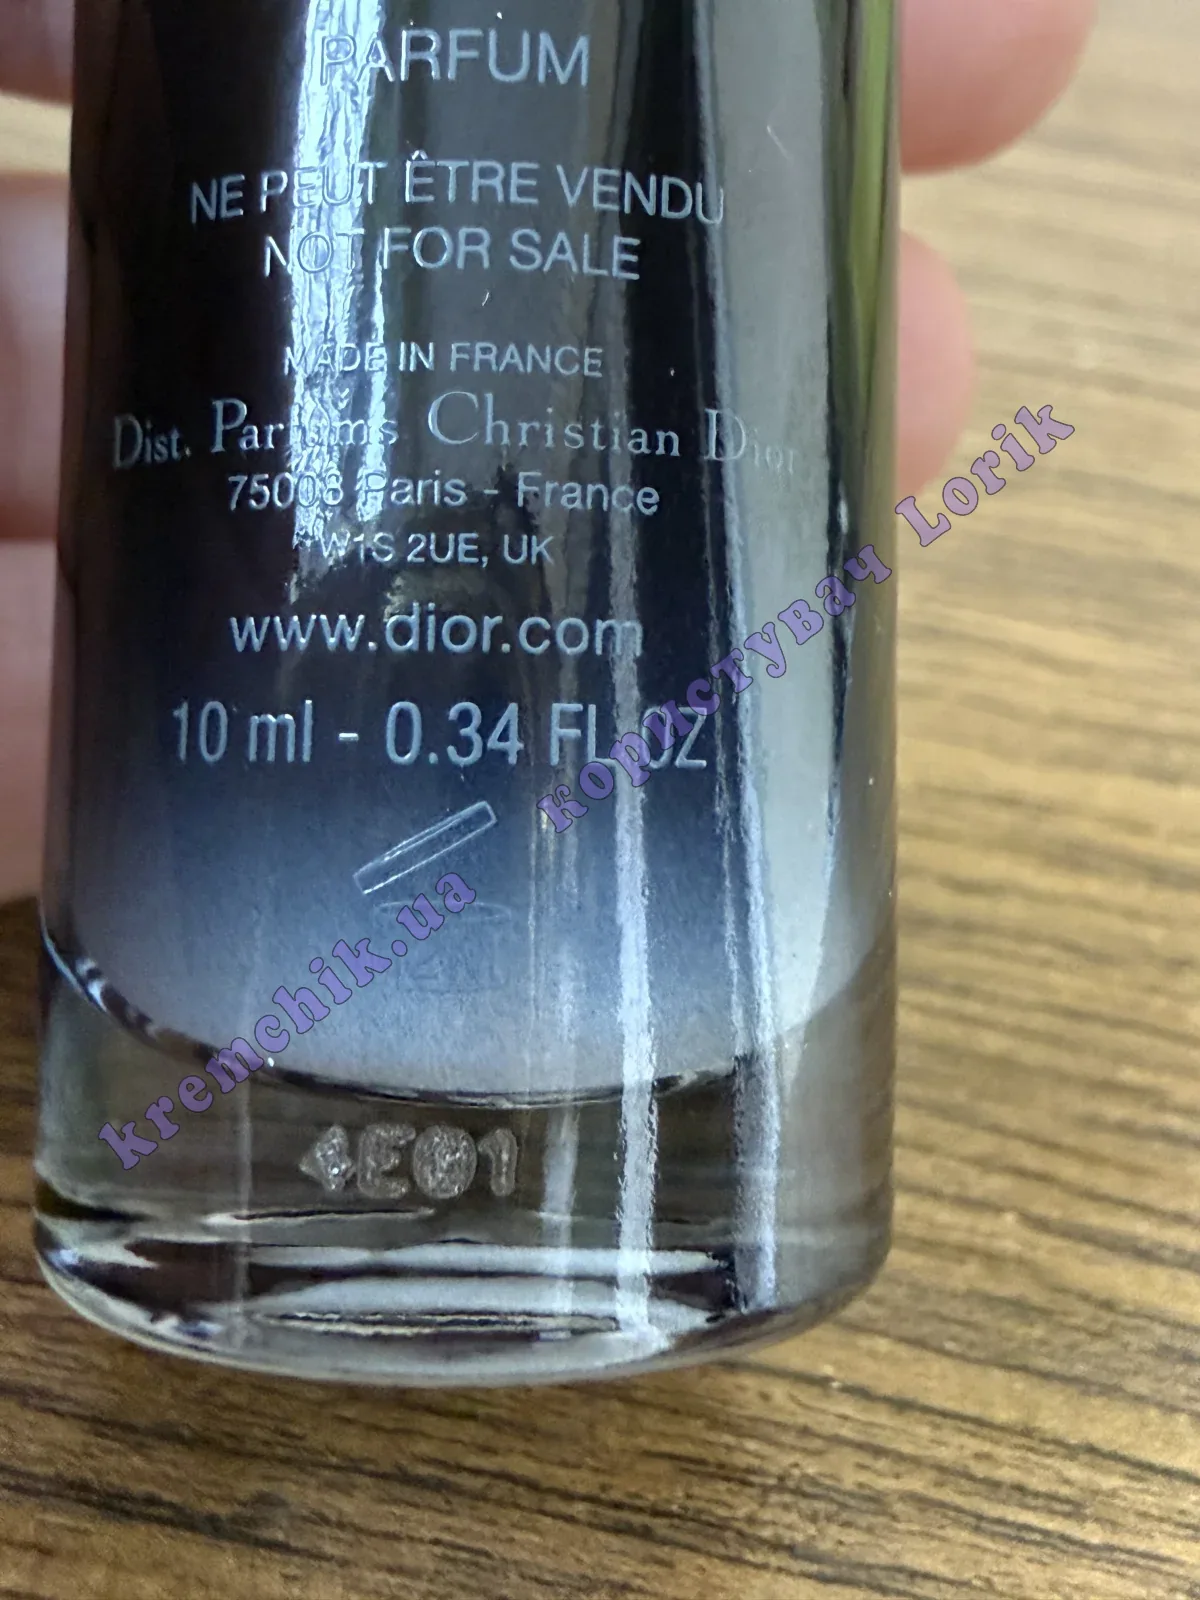 PARFUM
NE PEUT ÊTRE VENDU
NOT FOR SALE
MADE IN FRANCE
Dist. Parfums Christian Dior
75008 Paris - France
W1S 2UE, UK
www.dior.com
10 ml - 0.34 FL OZ
4E01
kremchik.ua користувач Lorik